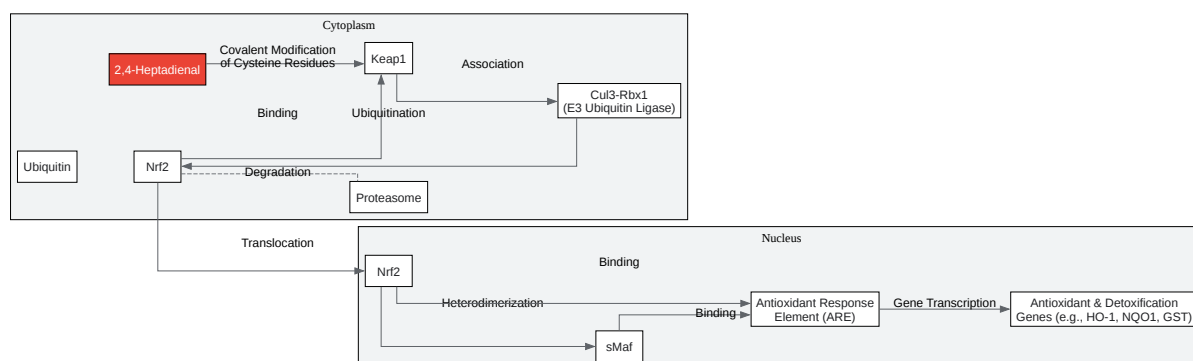 Cytoplasm
2,4-Heptadienal
Covalent Modification
of Cysteine Residues
Keap1
Association
Cul3-Rbx1
(E3 Ubiquitin Ligase)
Binding
Ubiquitination
Ubiquitin
Nrf2
Degradation
Proteasome
Translocation
Nucleus
Nrf2
Binding
Heterodimerization
Binding
sMaf
Antioxidant Response
Element (ARE)
Gene Transcription
Antioxidant & Detoxification
Genes (e.g., HO-1, NQO1, GST)